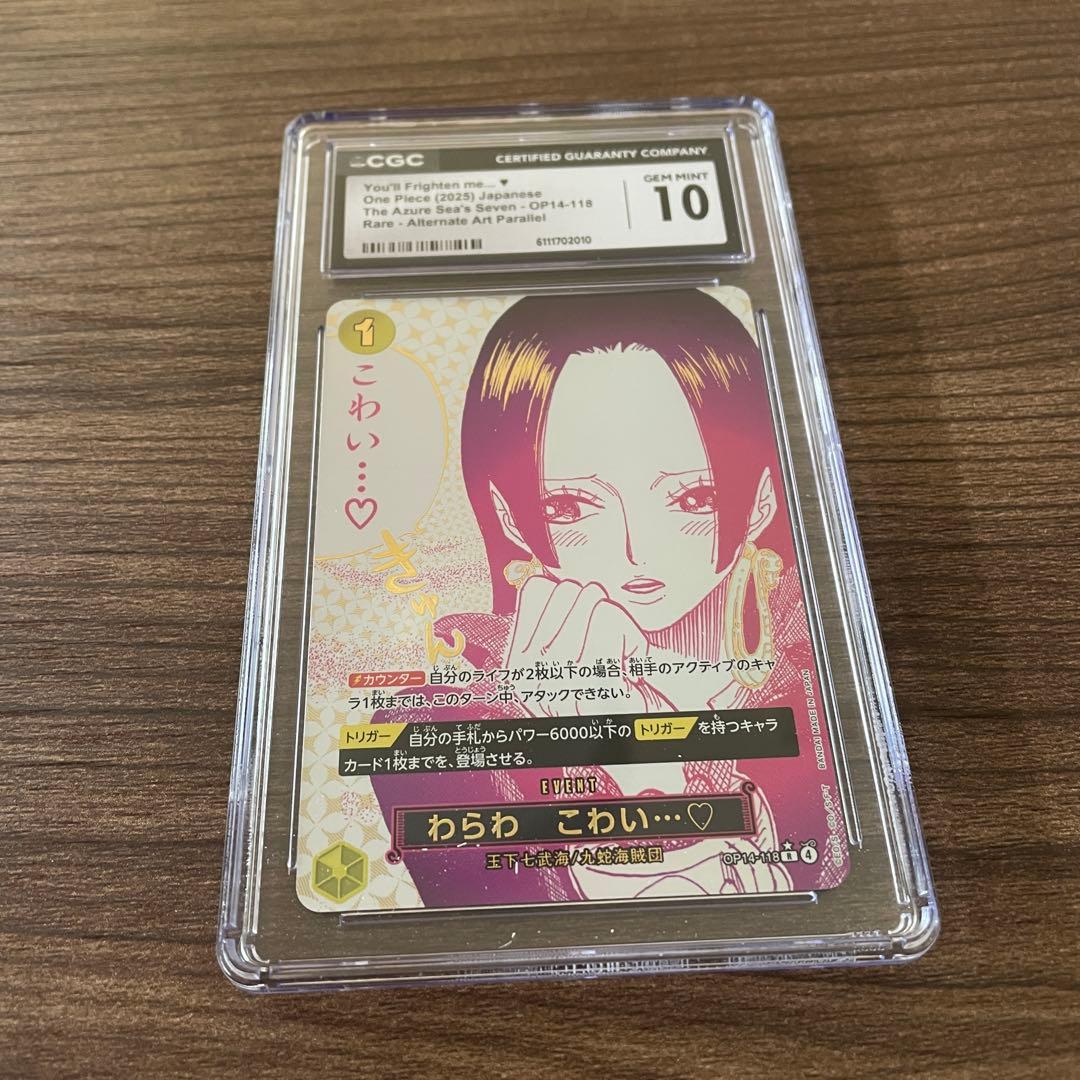 CGC
CERTIFIED GUARANTY COMPANY
You'll Frighten me... ♥
One Piece (2025) Japanese
The Azure Sea's Seven - OP14-118
Rare - Alternate Art Parallel
GEM MINT
10
6111702010
1
こわい…♡
きゅん
カウンター 自分のライフが2枚以下の場合、相手のアクティブのキャ
ラ1枚までは、このターン中、アタックできない。
トリガー 自分の手札からパワー6000以下の トリガー を持つキャラ
カード1枚までを、登場させる。
EVENT
わらわ こわい…♡
王下七武海/九蛇海賊団
OP14-118 R 4
BANDAI MADE IN JAPAN